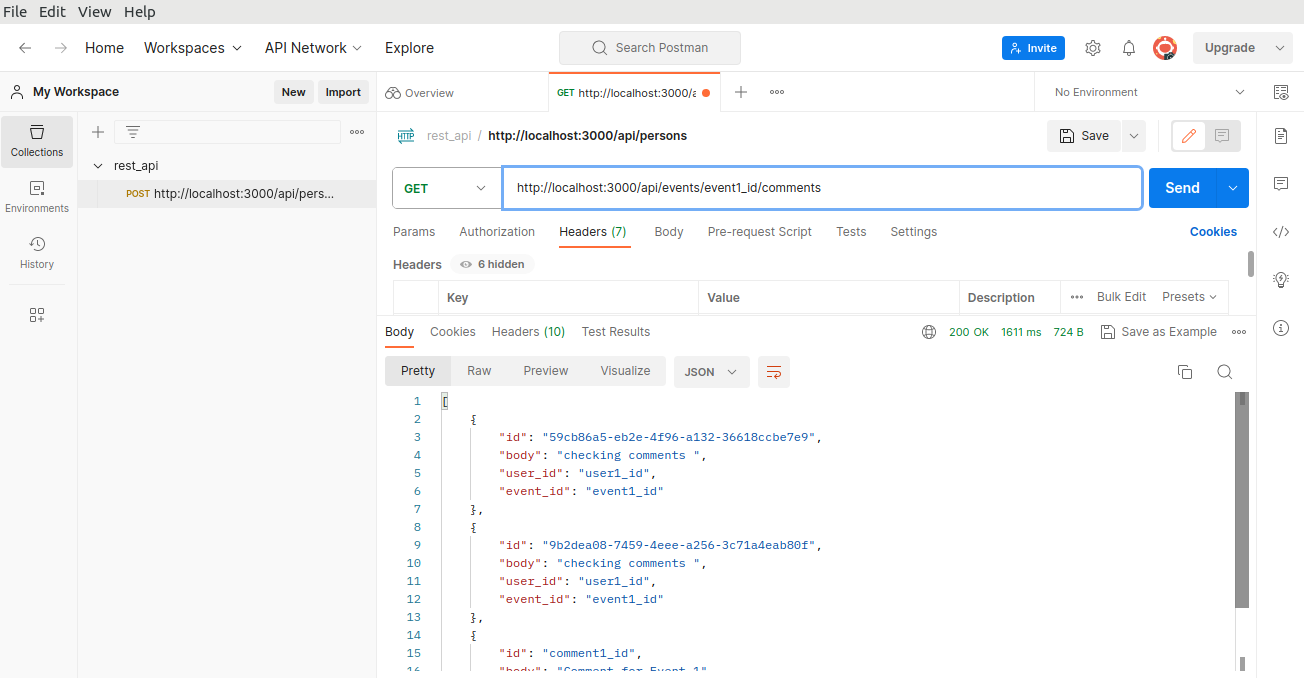 File Edit View Help
Home Workspaces API Network Explore Search Postman Invite Upgrade
My Workspace New Import Overview GET http://localhost:3000/a No Environment
rest_api / http://localhost:3000/api/persons Save
Collections
rest_api
POST http://localhost:3000/api/pers...
Environments
History
GET http://localhost:3000/api/events/event1_id/comments Send
Params Authorization Headers (7) Body Pre-request Script Tests Settings Cookies
Headers 6 hidden
Key Value Description Bulk Edit Presets
Body Cookies Headers (10) Test Results 200 OK 1611 ms 724 B Save as Example
Pretty Raw Preview Visualize JSON
1 [
2 {
3 "id": "59cb86a5-eb2e-4f96-a132-36618ccbe7e9",
4 "body": "checking comments ",
5 "user_id": "user1_id",
6 "event_id": "event1_id"
7 },
8 {
9 "id": "9b2dea08-7459-4eee-a256-3c71a4eab80f",
10 "body": "checking comments ",
11 "user_id": "user1_id",
12 "event_id": "event1_id"
13 },
14 {
15 "id": "comment1_id",
16 "body": "Comment for Event 1"